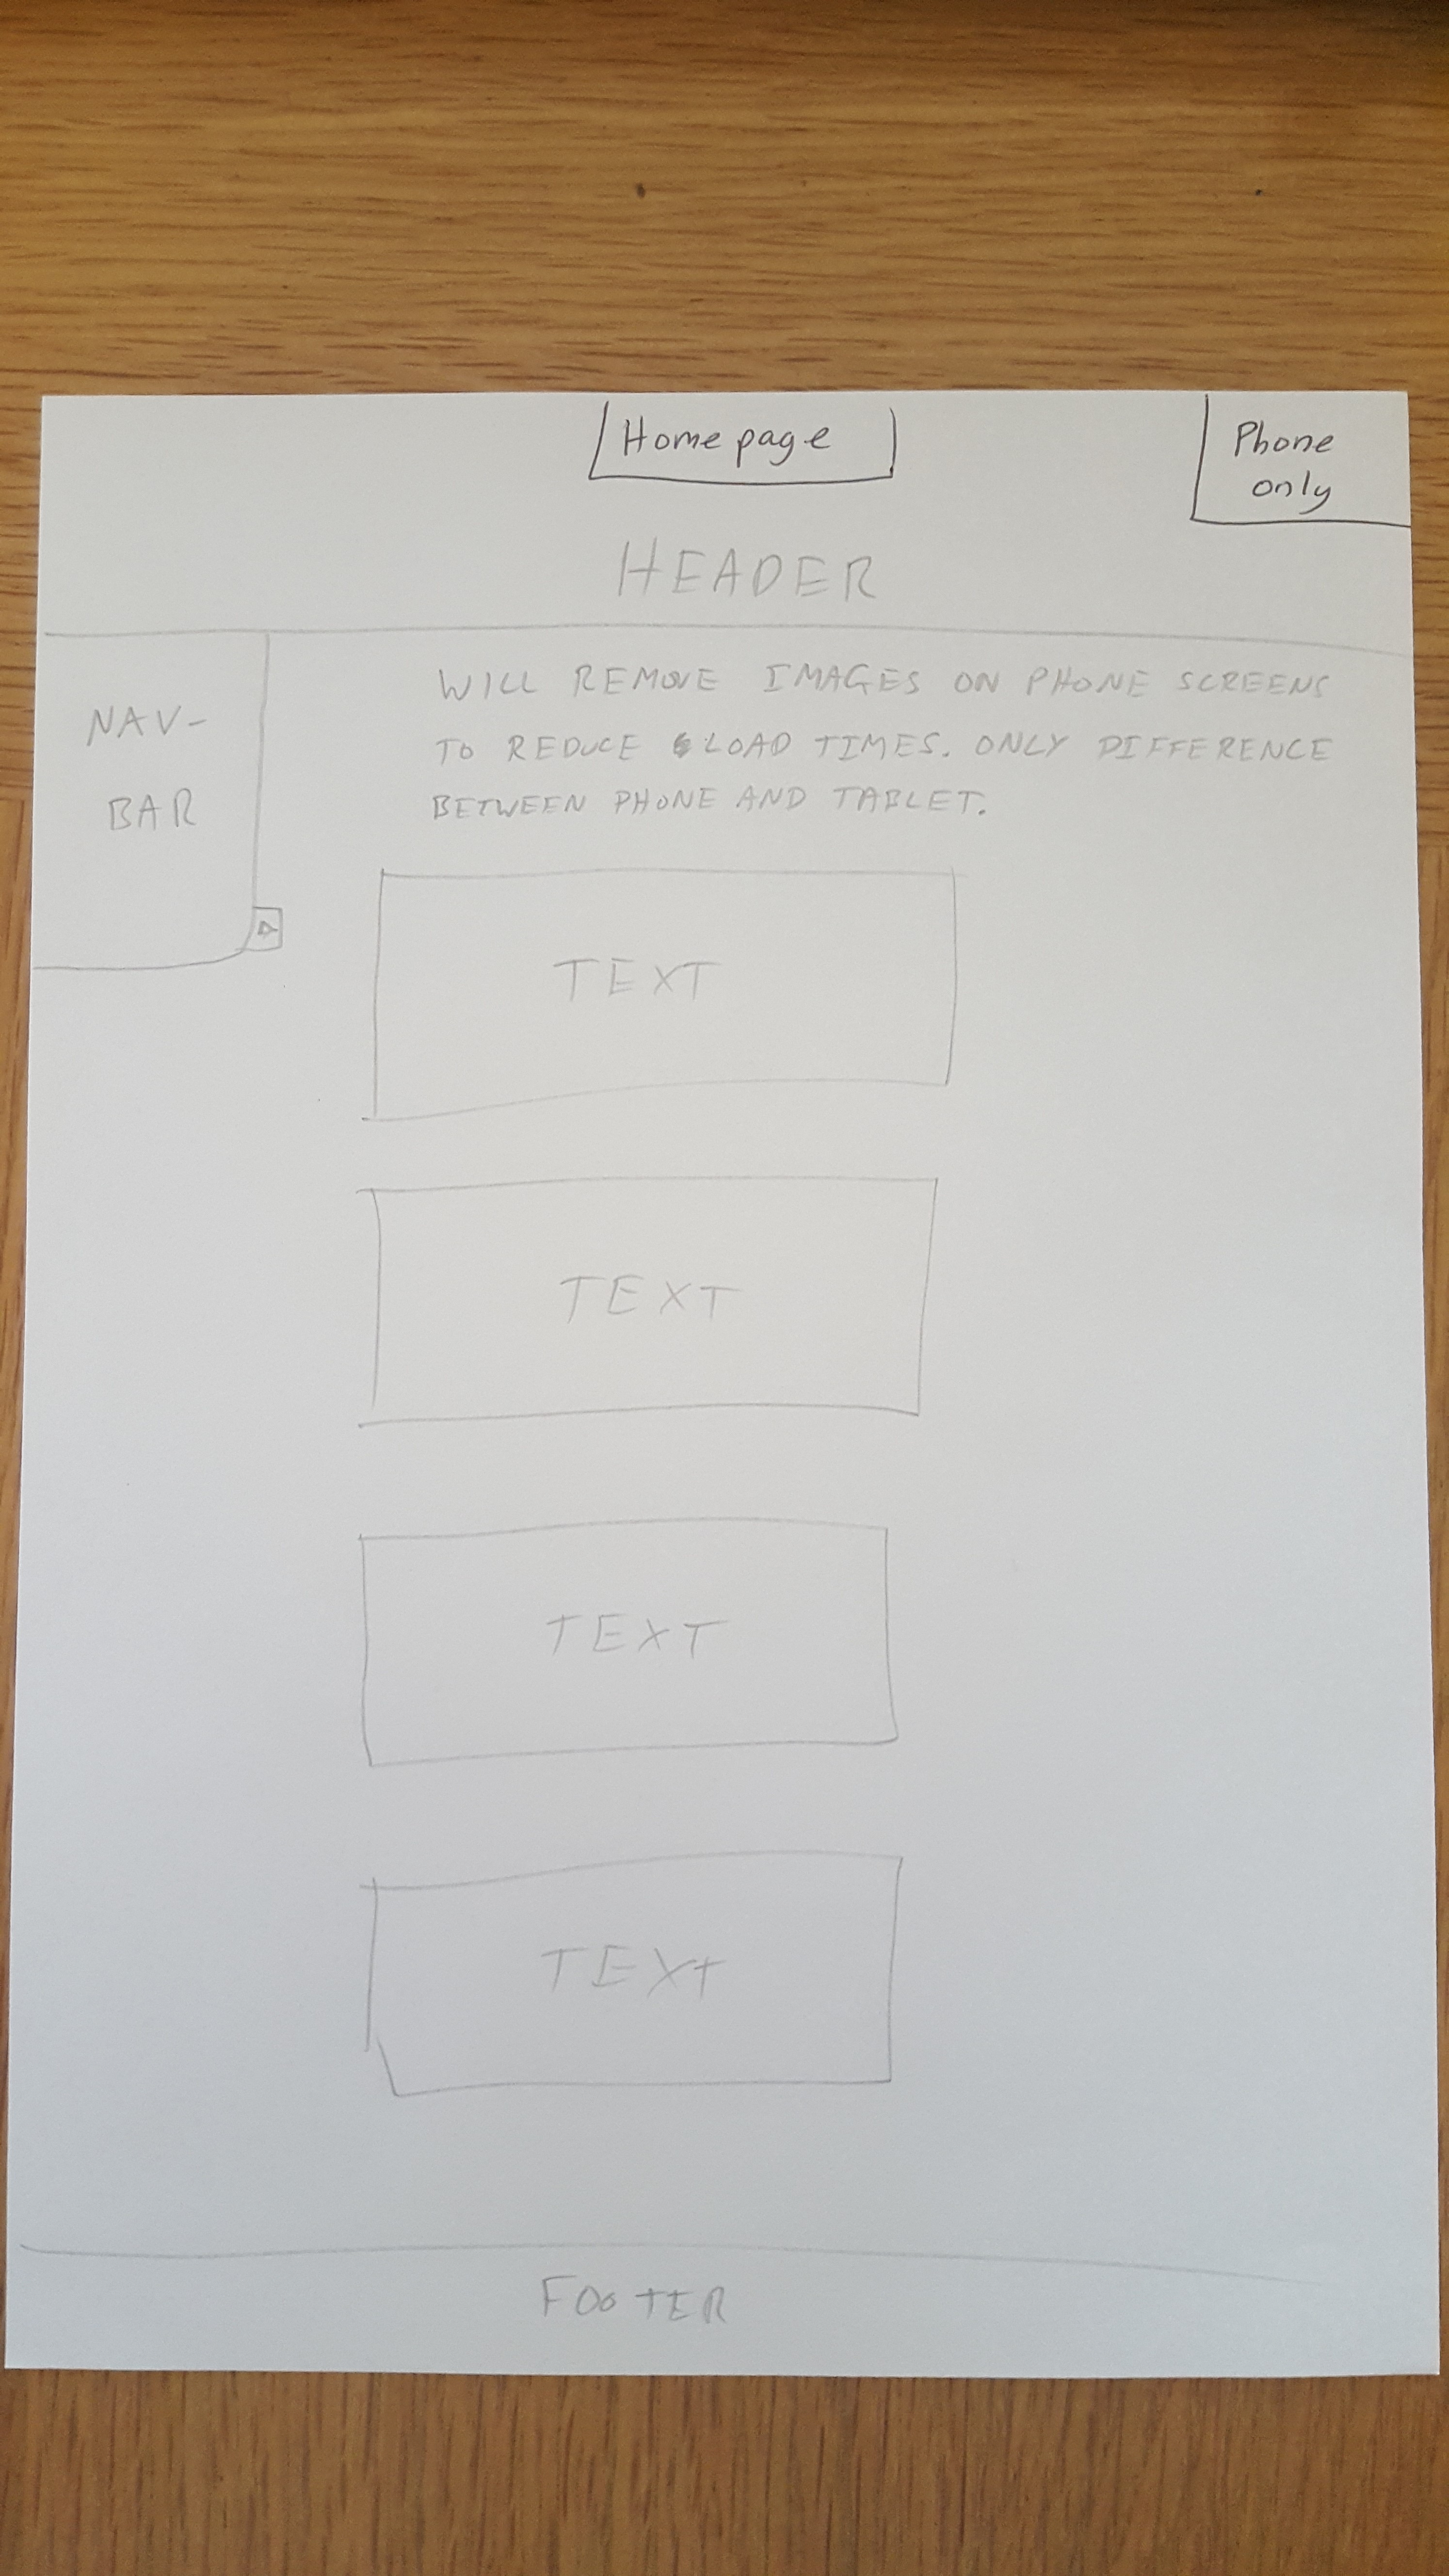 Home page
Phone
only
HEADER
NAV-
BAR
WILL REMOVE IMAGES ON PHONE SCREENS
TO REDUCE LOAD TIMES. ONLY DIFFERENCE
BETWEEN PHONE AND TABLET.
TEXT
TEXT
TEXT
TEXT
FOOTER